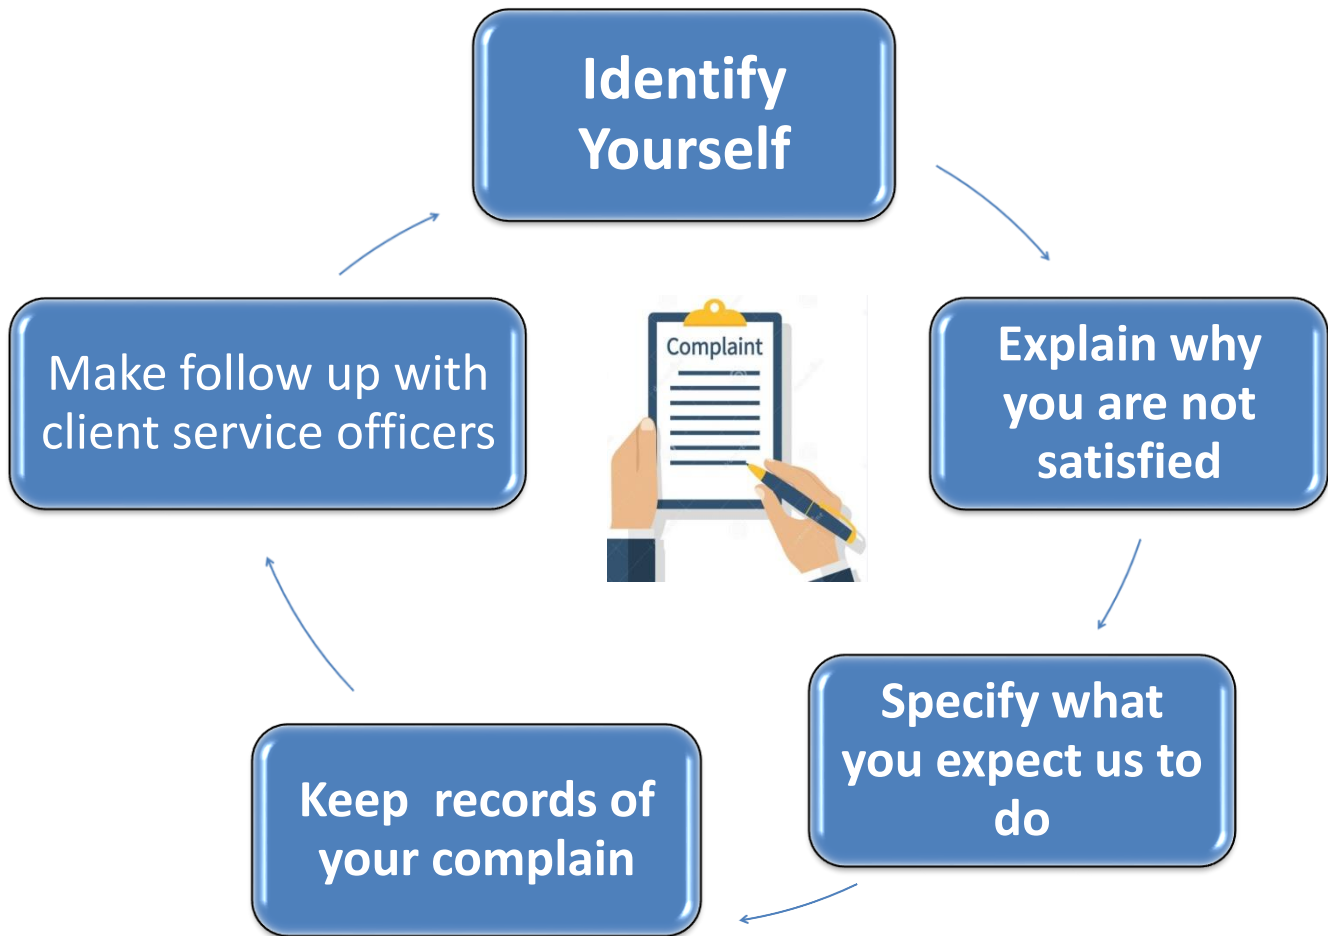 Identify
Yourself
Explain why
you are not
satisfied
Specify what
you expect us to
do
Keep  records of
your complain
Make follow up with
client service officers
Complaint